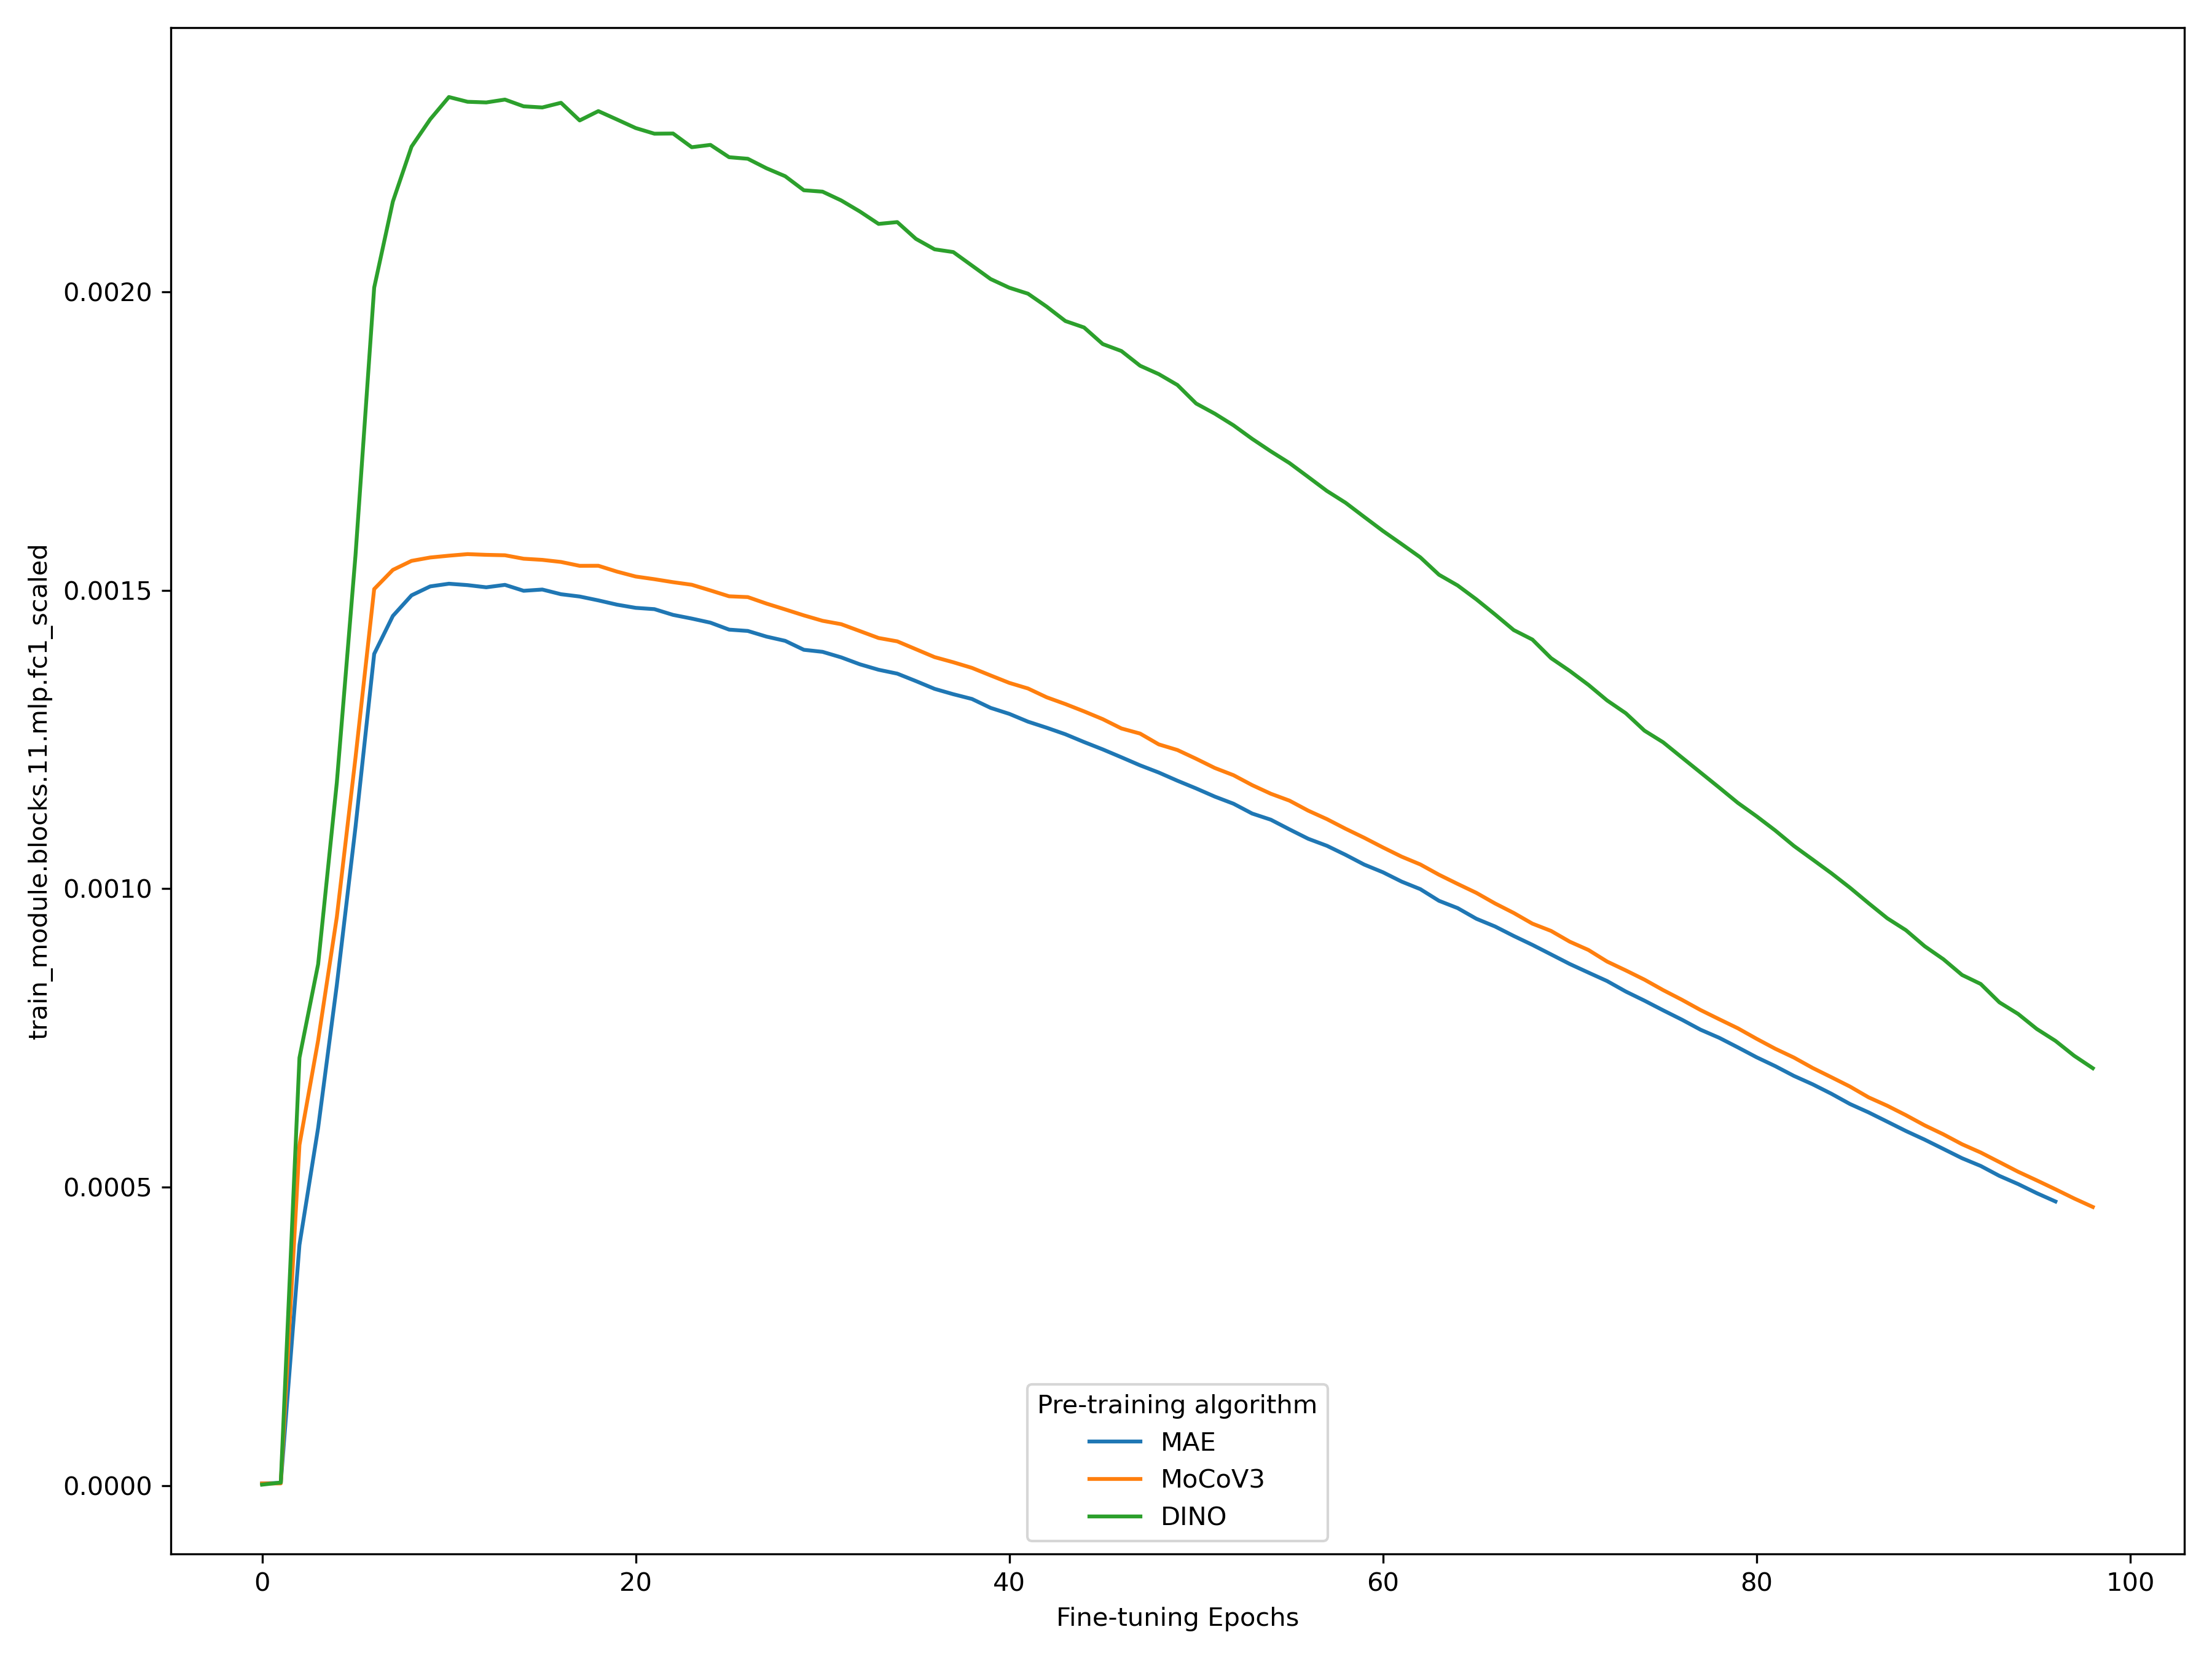 train_module.blocks.11.mlp.fc1_scaled
0.0020
0.0015
0.0010
0.0005
0.0000
Pre-training algorithm
MAE
MoCoV3
DINO
0 20 40 60 80 100
Fine-tuning Epochs